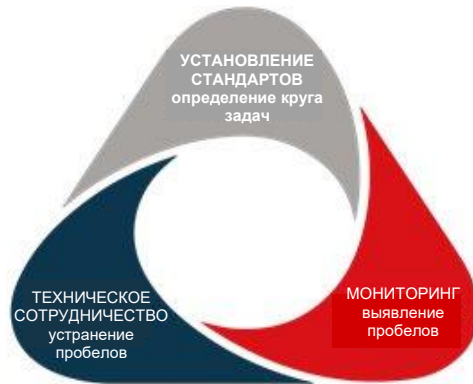 УСТАНОВЛЕНИЕ
СТАНДАРТОВ
определение круга
задач
ТЕХНИЧЕСКОЕ
СОТРУДНИЧЕСТВО
устранение
пробелов
МОНИТОРИНГ
выявление
пробелов